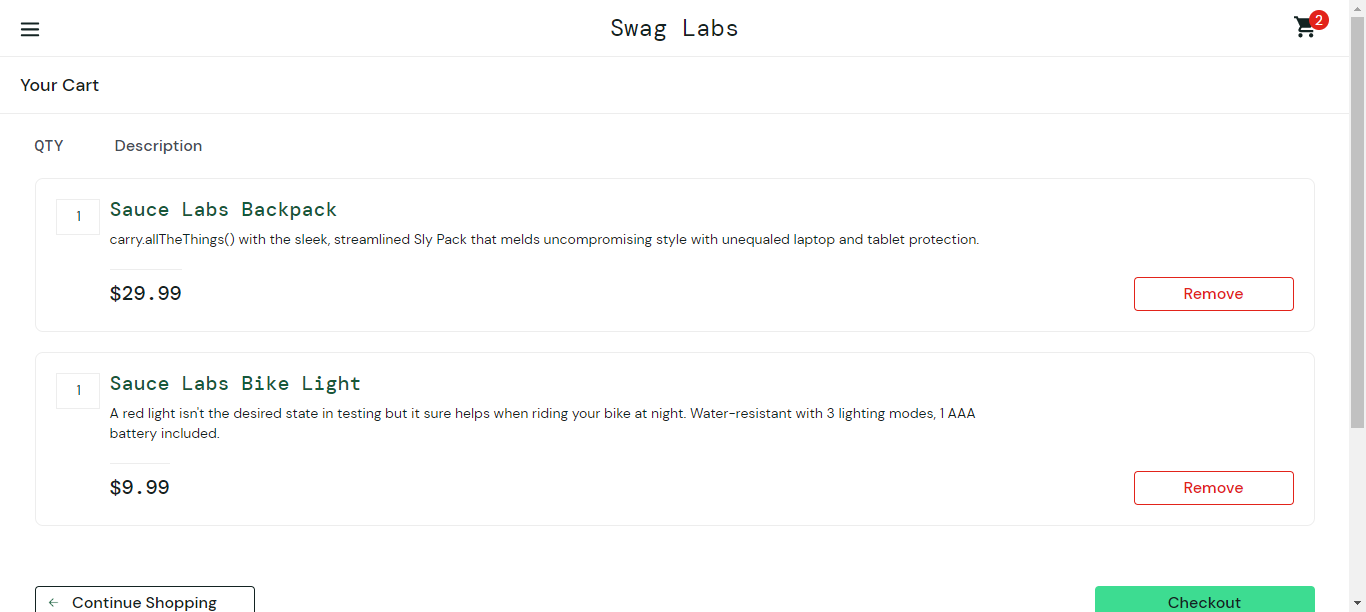 Swag Labs
2
Your Cart
QTY Description
1
Sauce Labs Backpack
carry.allTheThings() with the sleek, streamlined Sly Pack that melds uncompromising style with unequaled laptop and tablet protection.
$29.99
Remove
1
Sauce Labs Bike Light
A red light isn't the desired state in testing but it sure helps when riding your bike at night. Water-resistant with 3 lighting modes, 1 AAA
battery included.
$9.99
Remove
Continue Shopping
Checkout